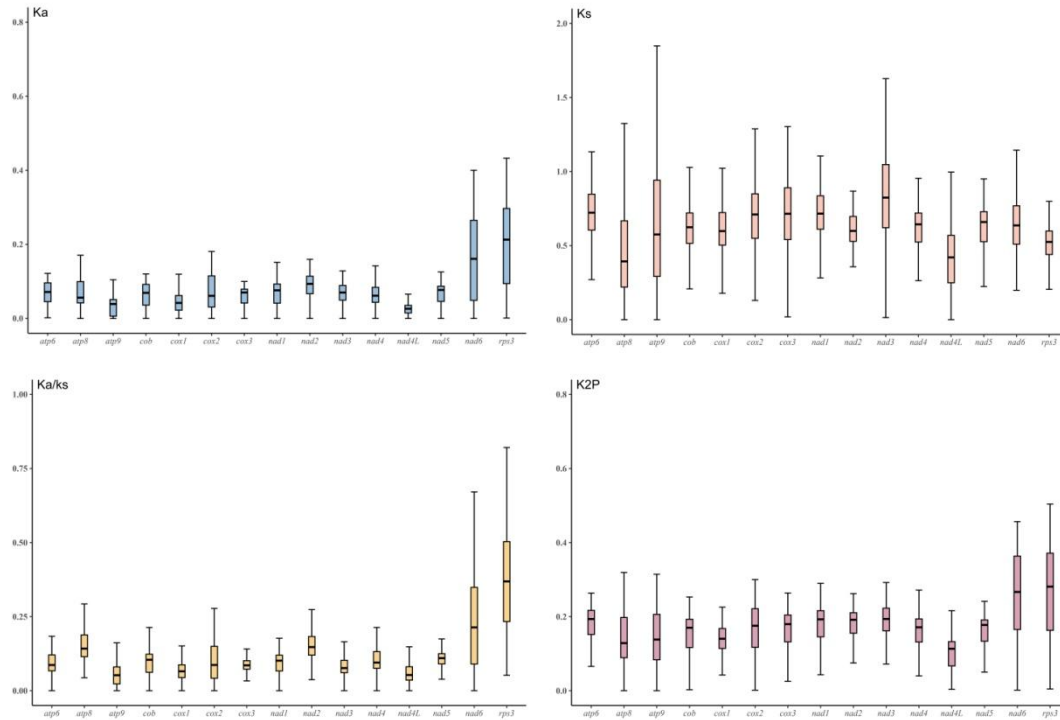 Ka
0.8
0.6
0.4
0.2
0.0
atp6 atp8 atp9 cob cox1 cox2 cox3 nad1 nad2 nad3 nad4 nad4L nad5 nad6 rps3
Ks
2.0
1.5
1.0
0.5
0.0
atp6 atp8 atp9 cob cox1 cox2 cox3 nad1 nad2 nad3 nad4 nad4L nad5 nad6 rps3
Ka/ks
1.00
0.75
0.50
0.25
0.00
atp6 atp8 atp9 cob cox1 cox2 cox3 nad1 nad2 nad3 nad4 nad4L nad5 nad6 rps3
K2P
0.8
0.6
0.4
0.2
0.0
atp6 atp8 atp9 cob cox1 cox2 cox3 nad1 nad2 nad3 nad4 nad4L nad5 nad6 rps3